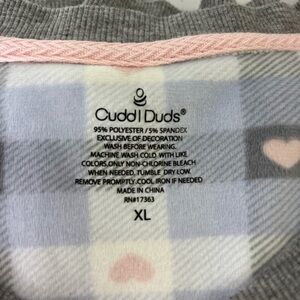 Cuddl Duds®
95% POLYESTER / 5% SPANDEX
EXCLUSIVE OF DECORATION
WASH BEFORE WEARING.
MACHINE WASH COLD WITH LIKE
COLORS,ONLY NON-CHLORINE BLEACH
WHEN NEEDED, TUMBLE DRY LOW.
REMOVE PROMPTLY.COOL IRON IF NEEDED
MADE IN CHINA
RN#17363
XL